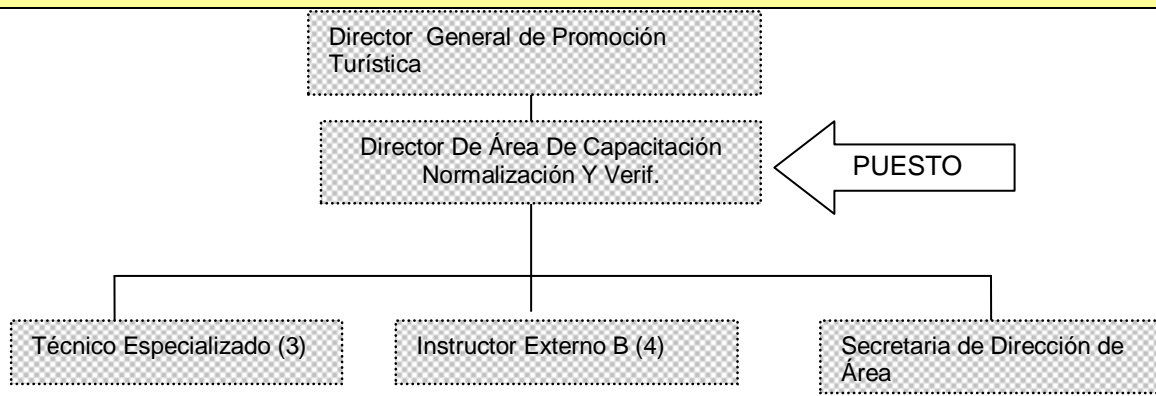 Director General de Promoción
Turística
Director De Área De Capacitación
Normalización Y Verif.
PUESTO
Técnico Especializado (3)
Instructor Externo B (4)
Secretaria de Dirección de
Área